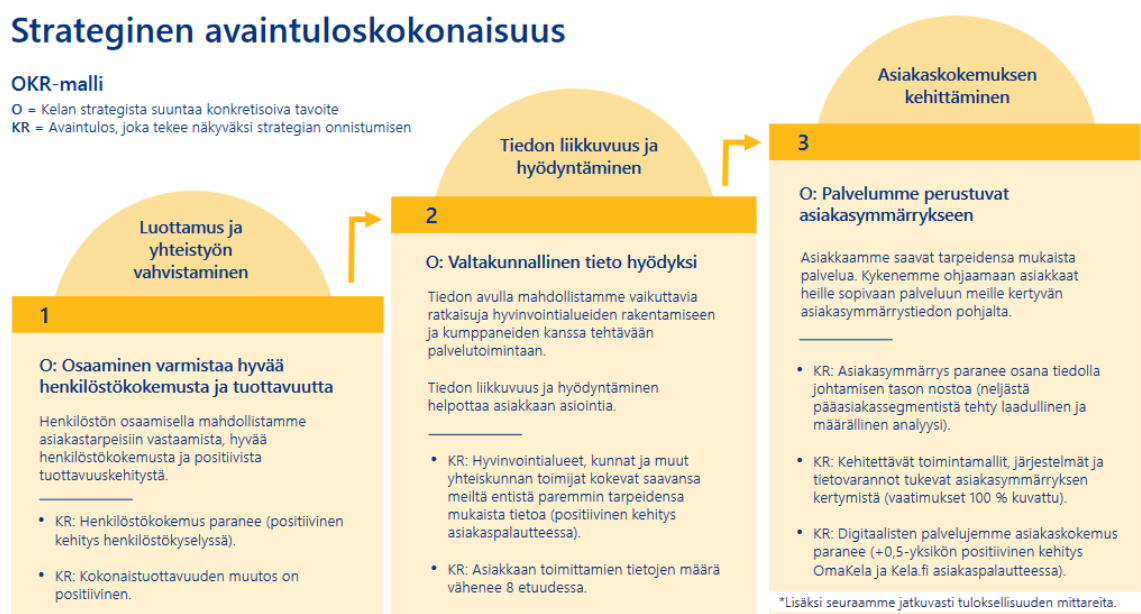 Strateginen avaintuloskokonaisuus
OKR-malli
O = Kelan strategista suuntaa konkretisoiva tavoite
KR = Avaintulos, joka tekee näkyväksi strategian onnistumisen
Luottamus ja
yhteistyön
vahvistaminen
1
O: Osaaminen varmistaa hyvää
henkilöstökokemusta ja tuottavuutta
Henkilöstön osaamisella mahdollistamme
asiakastarpeisiin vastaamista, hyvää
henkilöstökokemusta ja positiivista
tuottavuuskehitystä.
• KR: Henkilöstökokemus paranee (positiivinen
kehitys henkilöstökyselyssä).
• KR: Kokonaistuottavuuden muutos on
positiivinen.
Tiedon liikkuvuus ja
hyödyntäminen
2
O: Valtakunnallinen tieto hyödyksi
Tiedon avulla mahdollistamme vaikuttavia
ratkaisuja hyvinvointialueiden rakentamiseen
ja kumppaneiden kanssa tehtävään
palvelutoimintaan.
Tiedon liikkuvuus ja hyödyntäminen
helpottaa asiakkaan asiointia.
• KR: Hyvinvointialueet, kunnat ja muut
yhteiskunnan toimijat kokevat saavansa
meiltä entistä paremmin tarpeidensa
mukaista tietoa (positiivinen kehitys
asiakaspalautteessa).
• KR: Asiakkaan toimittamien tietojen määrä
vähenee 8 etuudessa.
Asiakaskokemuksen
kehittäminen
3
O: Palvelumme perustuvat
asiakasymmärrykseen
Asiakkaamme saavat tarpeidensa mukaista
palvelua. Kykenemme ohjaamaan asiakkaat
heille sopivaan palveluun meille kertyvän
asiakasymmärrystiedon pohjalta.
• KR: Asiakasymmärrys paranee osana tiedolla
johtamisen tason nostoa (neljästä
pääasiakassegmentistä tehty laadullinen ja
määrällinen analyysi).
• KR: Kehitettävät toimintamallit, järjestelmät ja
tietovarannot tukevat asiakasymmärryksen
kertymistä (vaatimukset 100 % kuvattu).
• KR: Digitaalisten palvelujemme asiakaskokemus
paranee (+0,5-yksikön positiivinen kehitys
OmaKela ja Kela.fi asiakaspalautteessa).
*Lisäksi seuraamme jatkuvasti tuloksellisuuden mittareita.